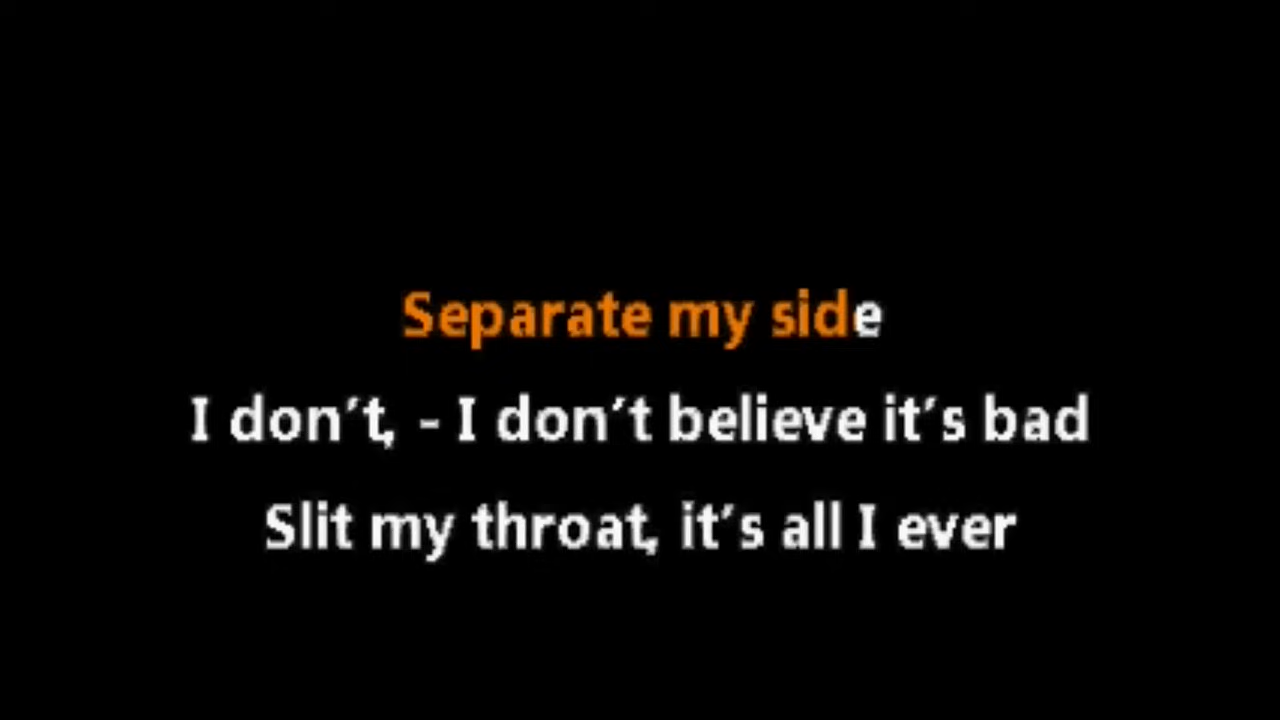 Separate my side
I don’t, - I don’t believe it’s bad
Slit my throat, it’s all I ever